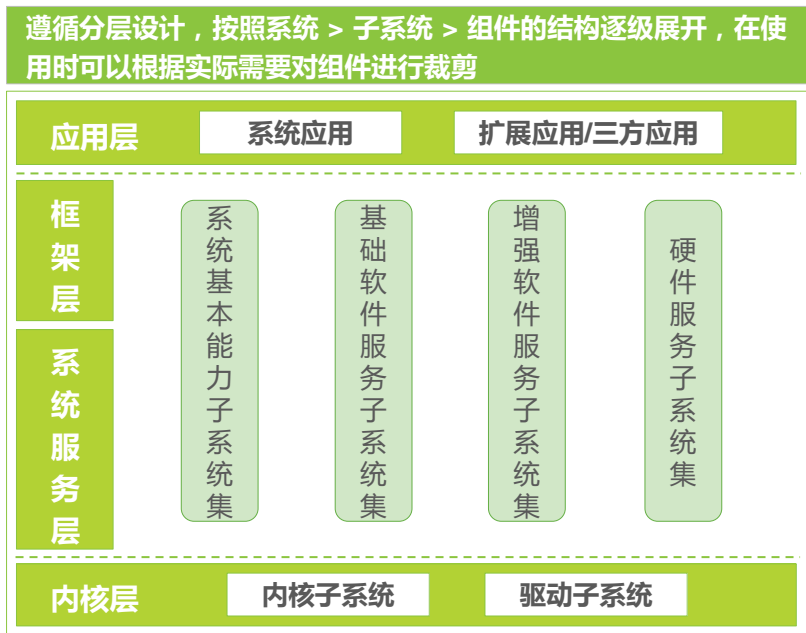 遵循分层设计，按照系统 > 子系统 > 组件的结构逐级展开，在使
用时可以根据实际需要对组件进行裁剪
应用层
系统应用
扩展应用/三方应用
框架层
系统服务层
系统基本能力子系统集
基础软件服务子系统集
增强软件服务子系统集
硬件服务子系统集
内核层
内核子系统
驱动子系统